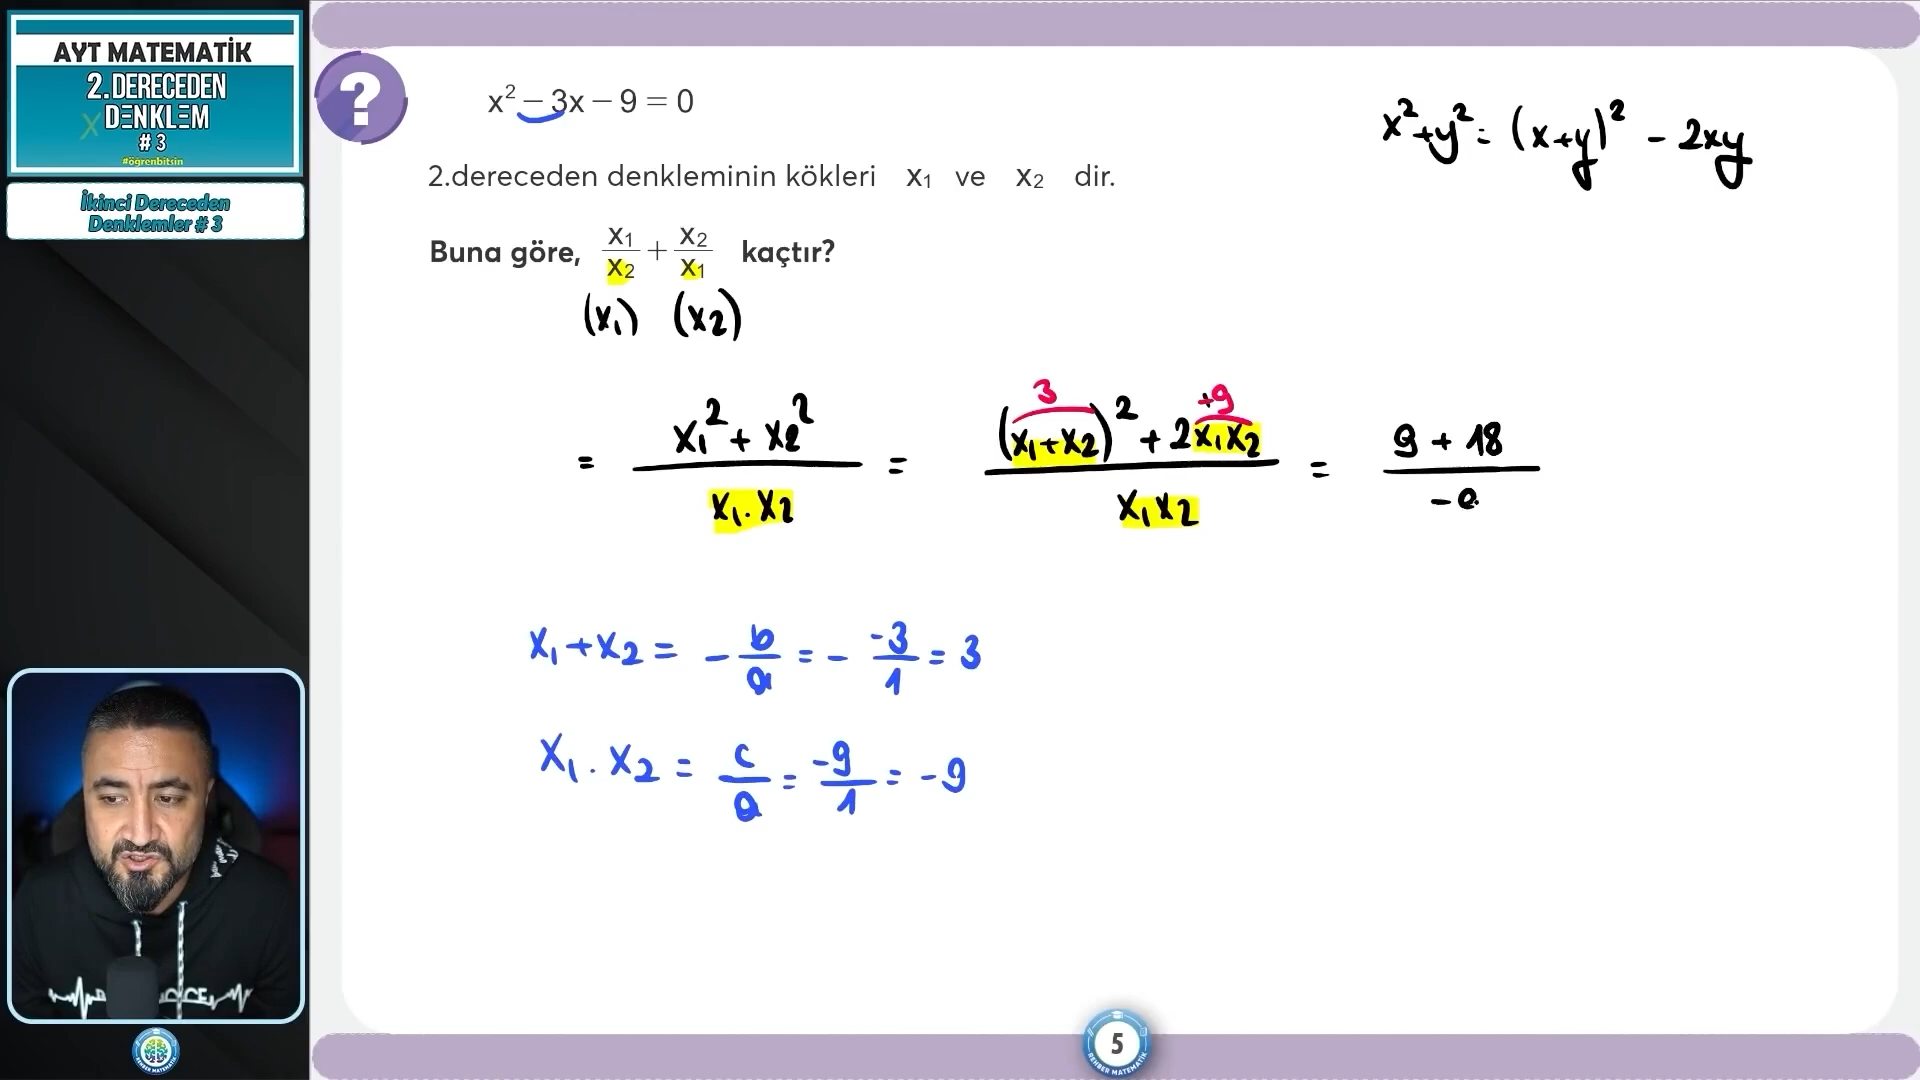 AYT MATEMATİK
2.DERECEDEN
DENKLEM
# 3
#öğrenbitsin
İkinci Dereceden
Denklemler # 3
?
x² − 3x − 9 = 0
x²+y² = (x+y)² - 2xy
2.dereceden denkleminin kökleri x₁ ve x₂ dir.
Buna göre, x₁/x₂ + x₂/x₁ kaçtır?
(x₁) (x₂)
3 +9
= (x₁² + x₂²)/(x₁ . x₂) = ((x₁+x₂)² + 2x₁x₂)/(x₁x₂) = (9 + 18)/-
x₁+x₂ = - b/a = - -3/1 = 3
x₁ . x₂ = c/a = -9/1 = -9
5
REHBER MATEMATİK